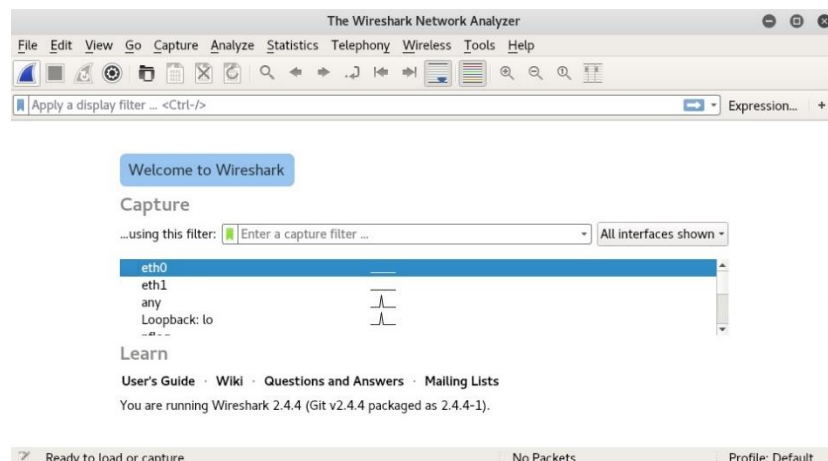 The Wireshark Network Analyzer
File Edit View Go Capture Analyze Statistics Telephony Wireless Tools Help
Apply a display filter ... <Ctrl-/> Expression... +
Welcome to Wireshark
Capture
...using this filter: Enter a capture filter ... All interfaces shown
eth0
eth1
any
Loopback: lo
Learn
User's Guide · Wiki · Questions and Answers · Mailing Lists
You are running Wireshark 2.4.4 (Git v2.4.4 packaged as 2.4.4-1).
Ready to load or capture No Packets Profile: Default